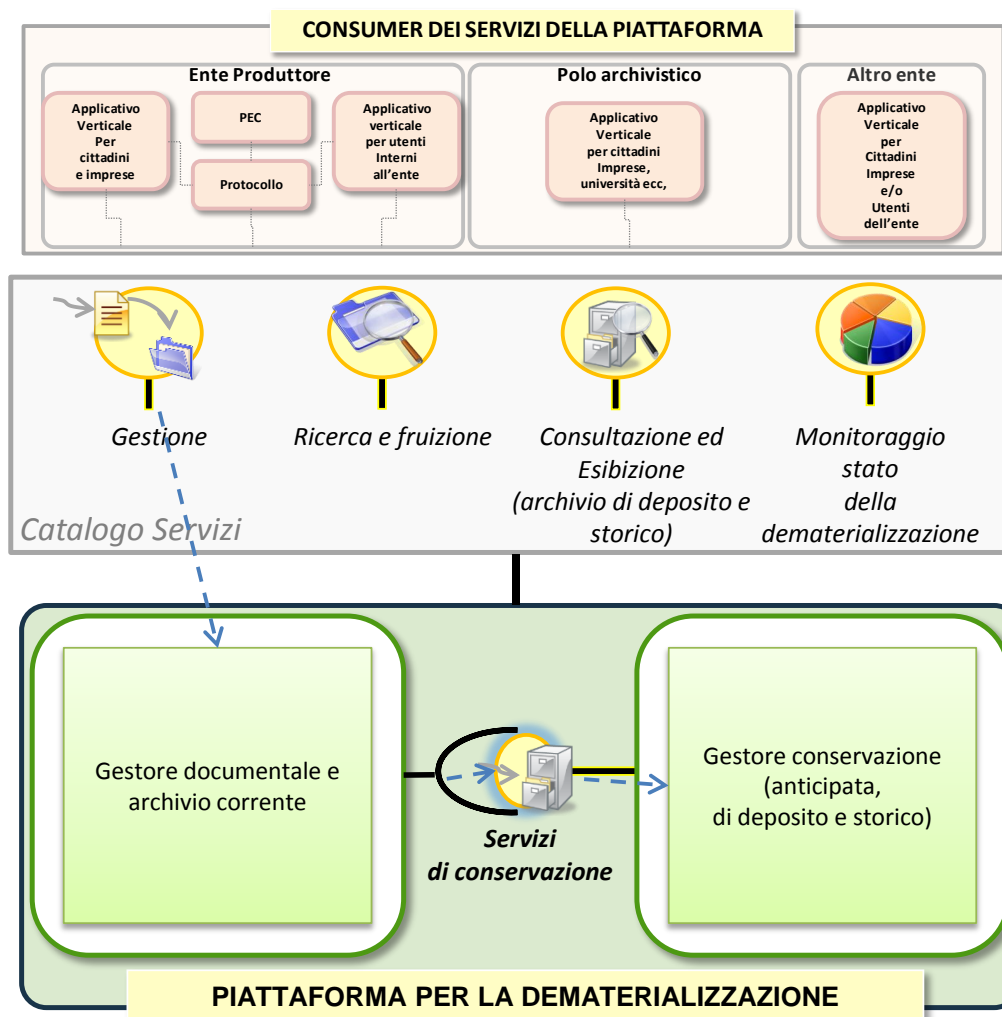 CONSUMER DEI SERVIZI DELLA PIATTAFORMA
Ente Produttore
Applicativo
Verticale
Per
cittadini
e imprese
PEC
Protocollo
Applicativo
verticale
per utenti
Interni
all'ente
Polo archivistico
Applicativo
Verticale
per cittadini
Imprese,
università ecc,
Altro ente
Applicativo
Verticale
per
Cittadini
Imprese
e/o
Utenti
dell'ente
Gestione
Ricerca e fruizione
Consultazione ed
Esibizione
(archivio di deposito e
storico)
Monitoraggio
stato
della
dematerializzazione
Catalogo Servizi
Gestore documentale e
archivio corrente
Servizi
di conservazione
Gestore conservazione
(anticipata,
di deposito e storico)
PIATTAFORMA PER LA DEMATERIALIZZAZIONE